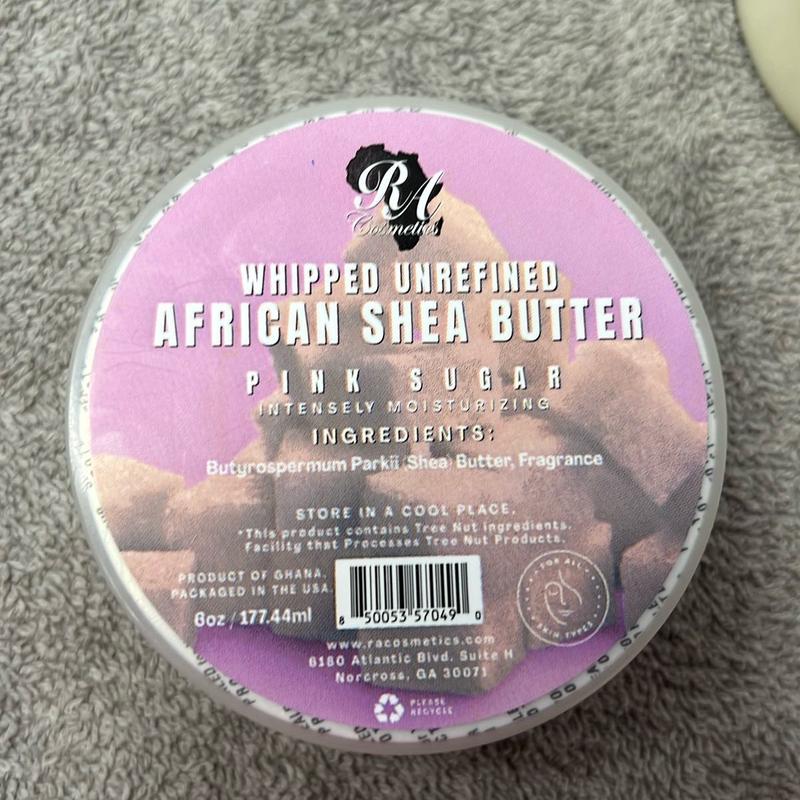 RA
Cosmetics
WHIPPED UNREFINED
AFRICAN SHEA BUTTER
PINK SUGAR
INTENSELY MOISTURIZING
INGREDIENTS:
Butyrospermum Parkii (Shea) Butter, Fragrance
STORE IN A COOL PLACE.
*This product contains Tree Nut ingredients.
Facility that Processes Tree Nut Products.
PRODUCT OF GHANA.
PACKAGED IN THE USA.
6oz / 177.44ml
8 50053 57049 0
FOR ALL
SKIN TYPES
www.racosmetics.com
6180 Atlantic Blvd. Suite H
Norcross, GA 30071
PLEASE
RECYCLE